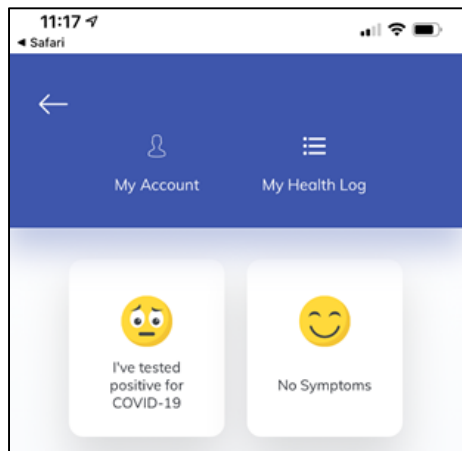 11:17
◀ Safari
My Account
My Health Log
I've tested
positive for
COVID-19
No Symptoms